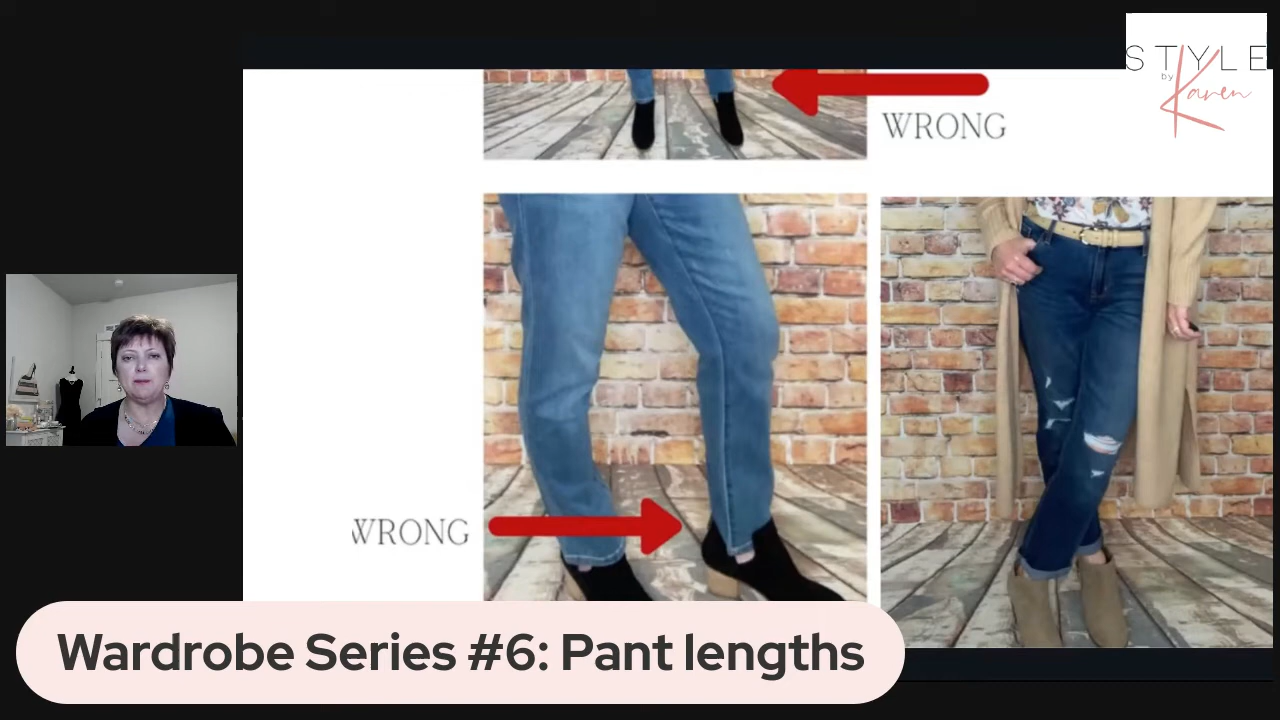 STYLE
by
Karen
WRONG
WRONG
Wardrobe Series #6: Pant lengths